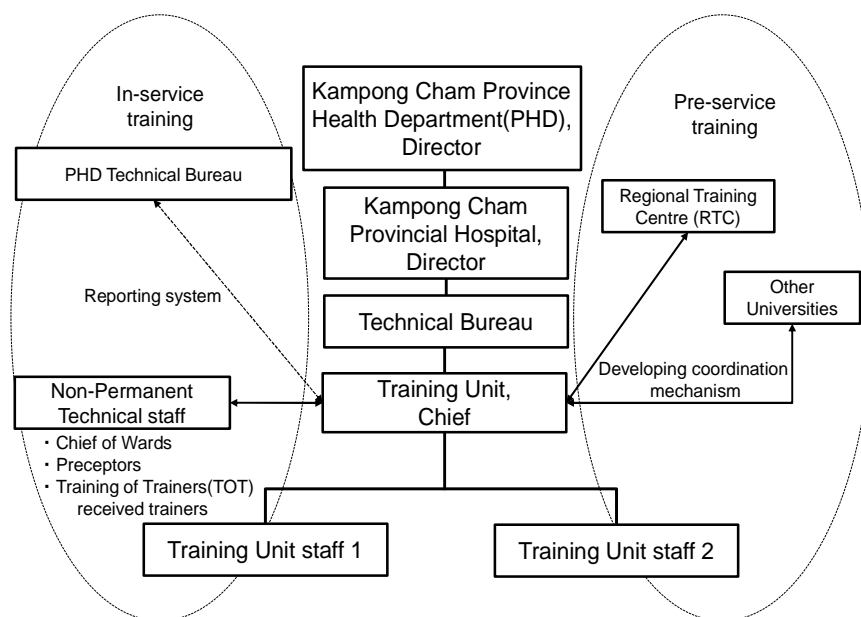 In-service
training
Kampong Cham Province
Health Department(PHD),
Director
Pre-service
training
PHD Technical Bureau
Regional Training
Centre (RTC)
Kampong Cham
Provincial Hospital,
Director
Reporting system
Other
Universities
Technical Bureau
Developing coordination
mechanism
Non-Permanent
Technical staff
Training Unit,
Chief
・Chief of Wards
・Preceptors
・Training of Trainers(TOT)
received trainers
Training Unit staff 1
Training Unit staff 2